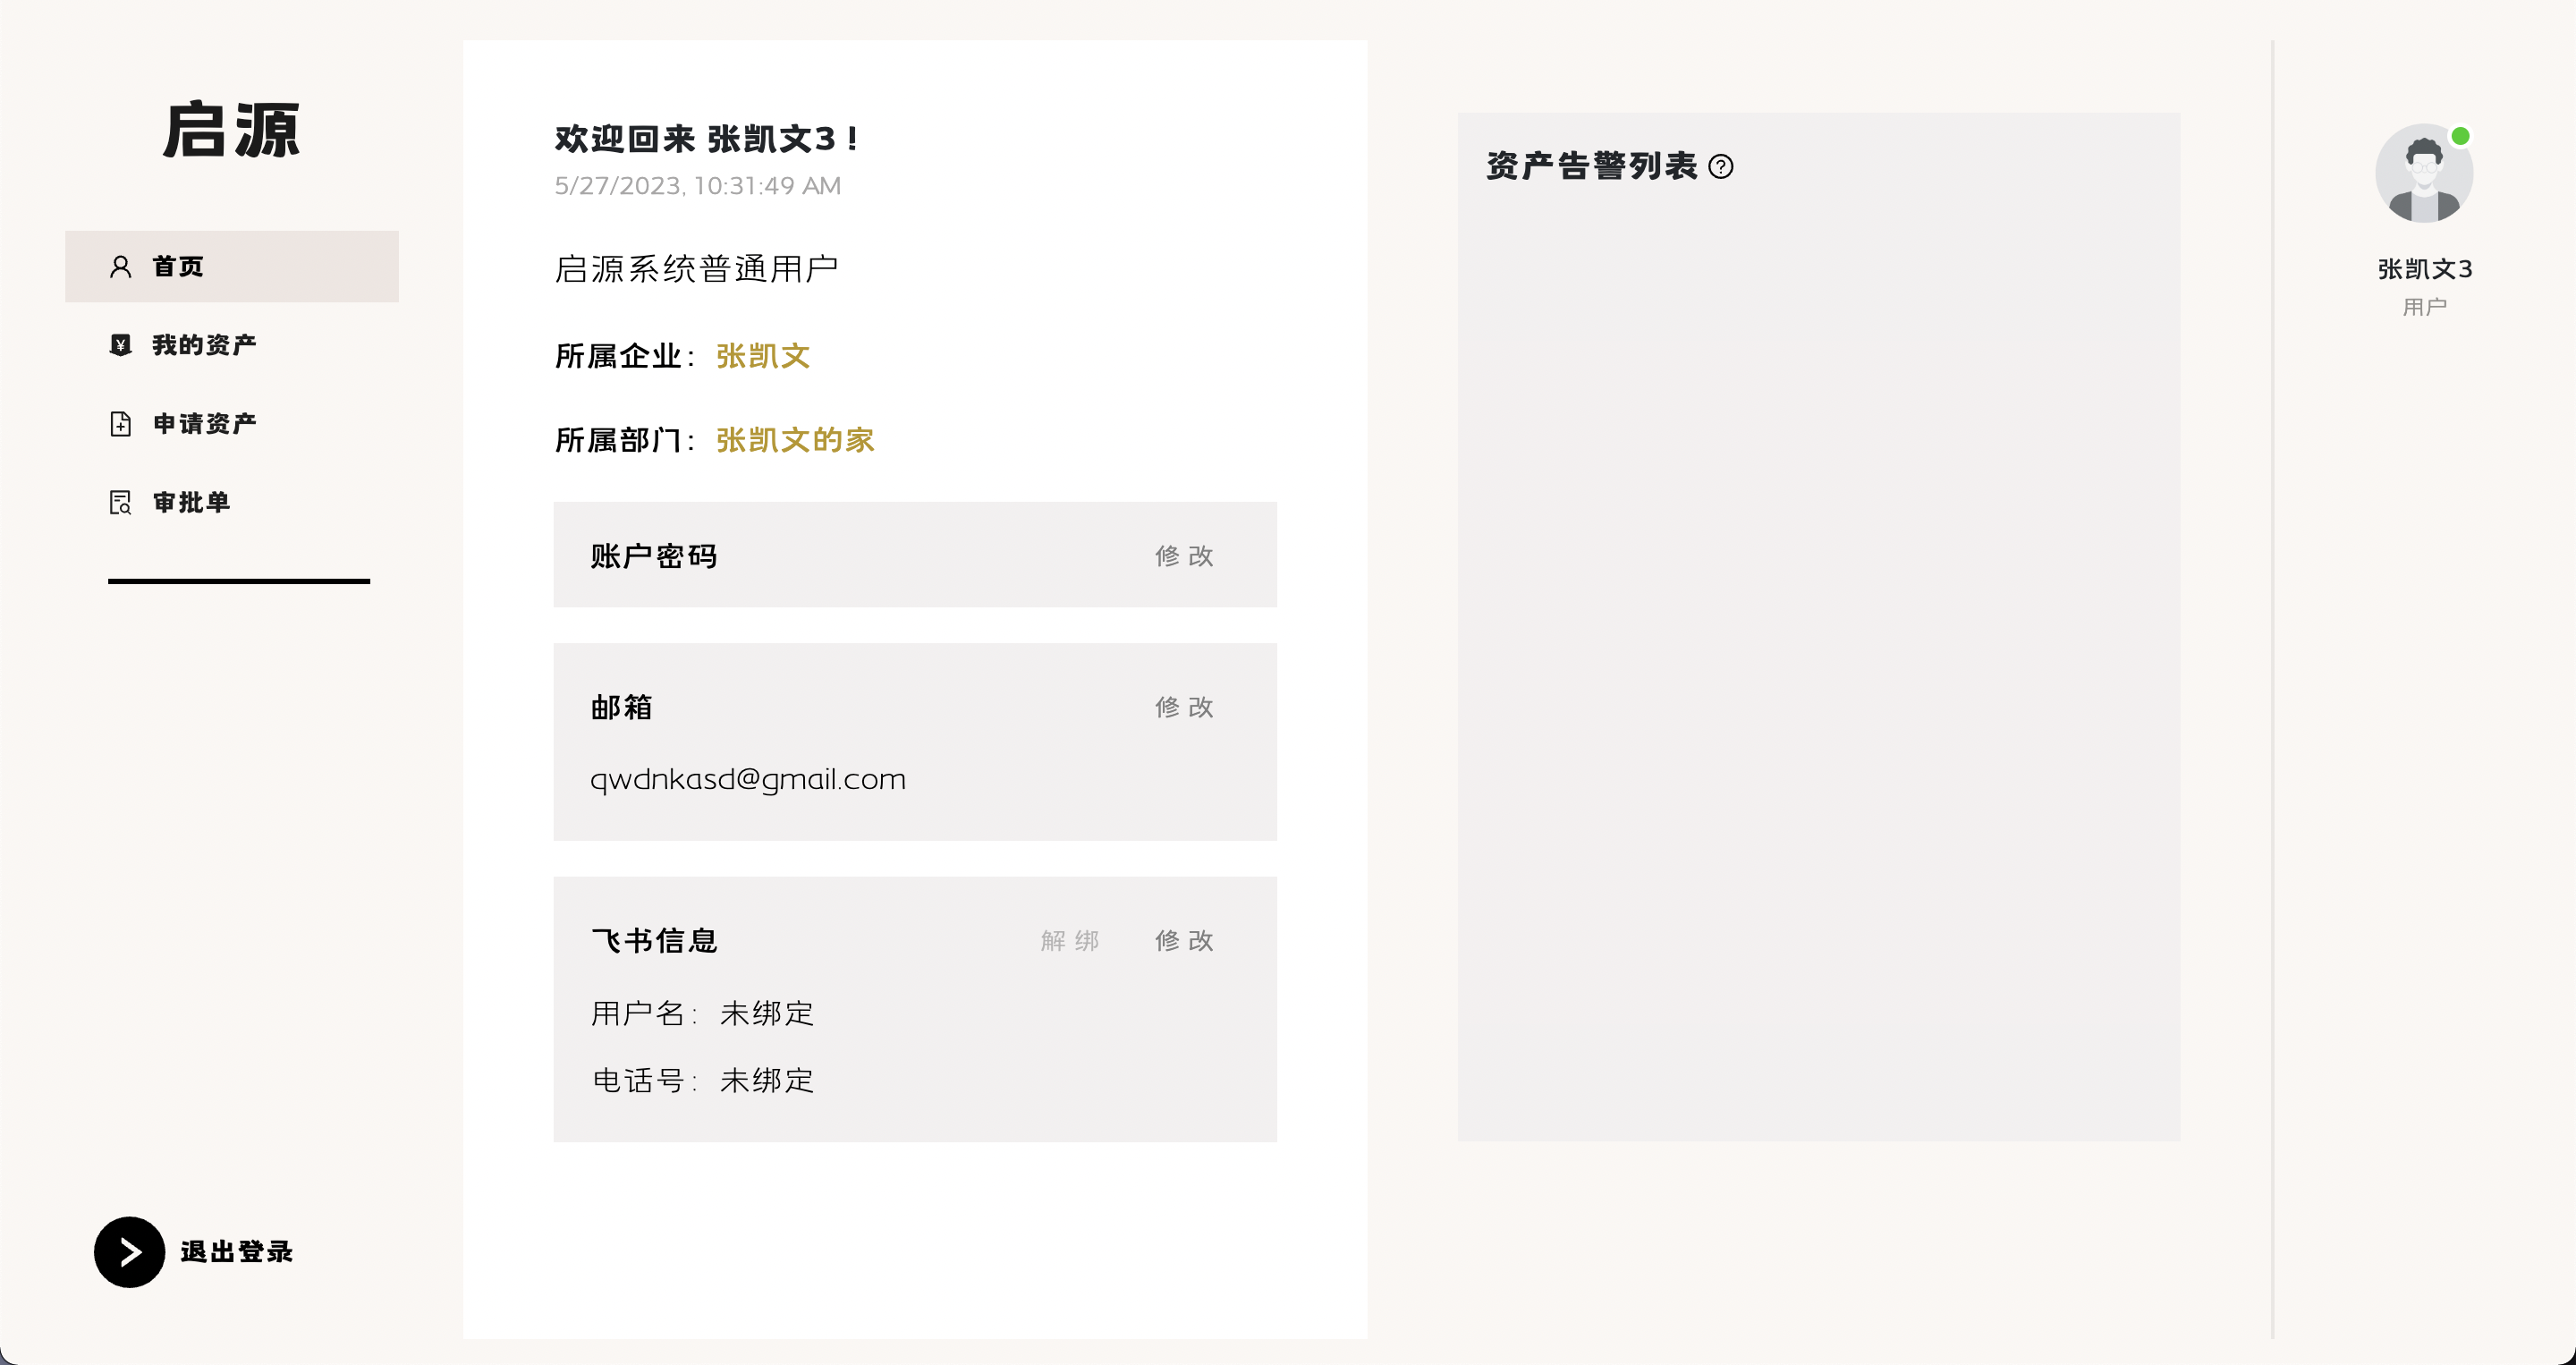 启源
首页
我的资产
申请资产
审批单
退出登录
欢迎回来 张凯文3！
5/27/2023, 10:31:49 AM
启源系统普通用户
所属企业： 张凯文
所属部门： 张凯文的家
账户密码 修 改
邮箱 修 改
qwdnkasd@gmail.com
飞书信息 解 绑 修 改
用户名： 未绑定
电话号： 未绑定
资产告警列表
张凯文3
用户